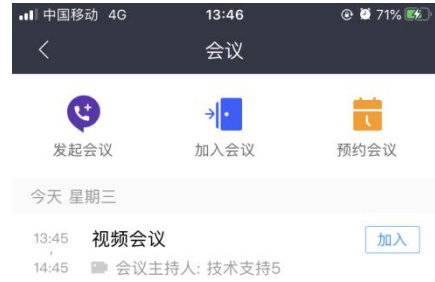 中国移动 4G 13:46 71%
会议
发起会议 加入会议 预约会议
今天 星期三
13:45 视频会议 加入
14:45 会议主持人: 技术支持5